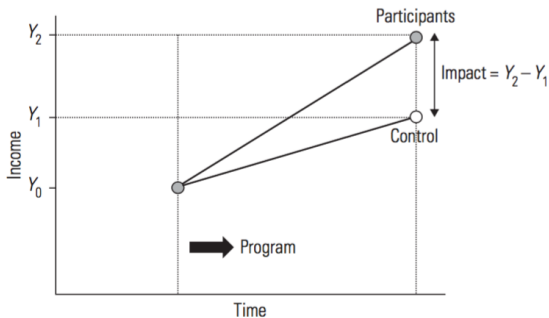 Participants
Y2
Impact = Y2 – Y1
Y1
Control
Income
Y0
Program
Time